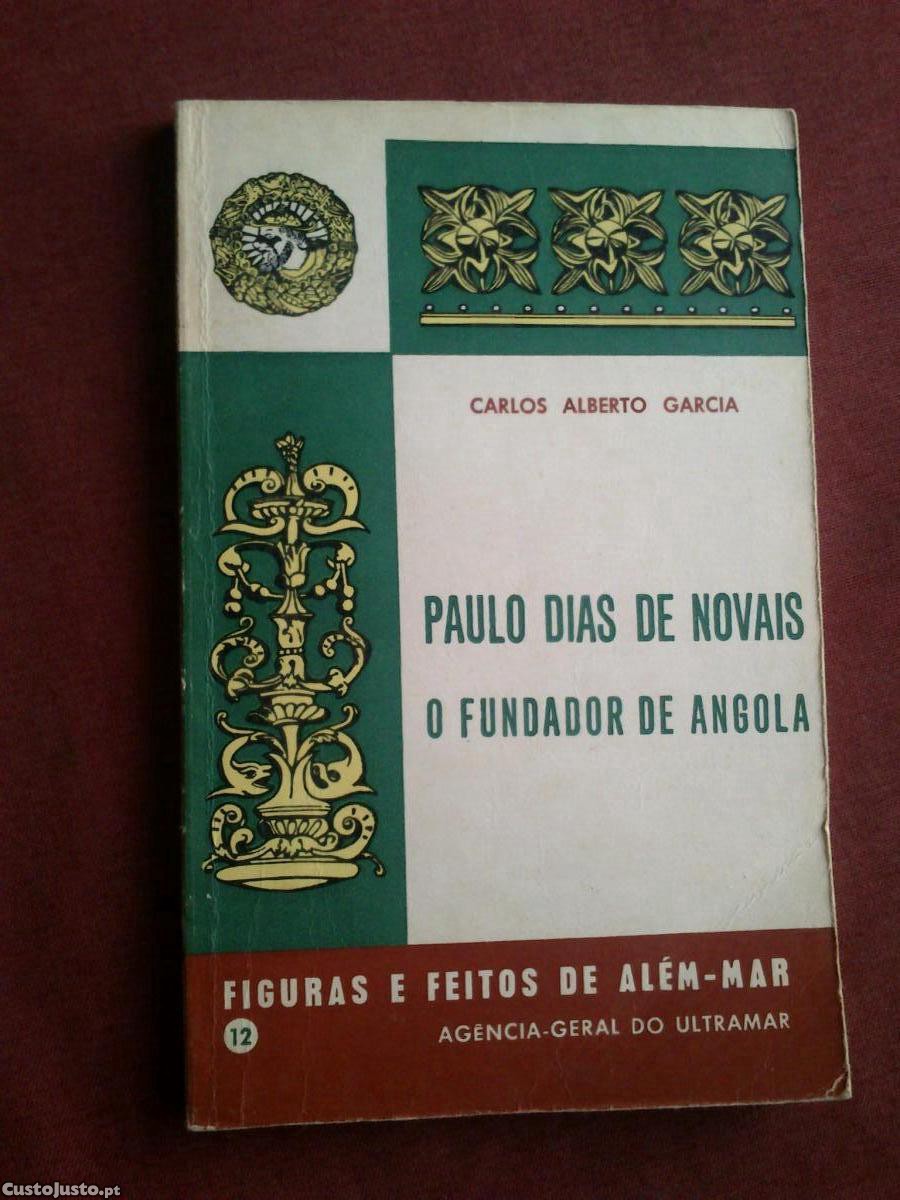 CARLOS ALBERTO GARCIA
PAULO DIAS DE NOVAIS
O FUNDADOR DE ANGOLA
FIGURAS E FEITOS DE ALÉM-MAR
12
AGÊNCIA-GERAL DO ULTRAMAR
CustoJusto.pt